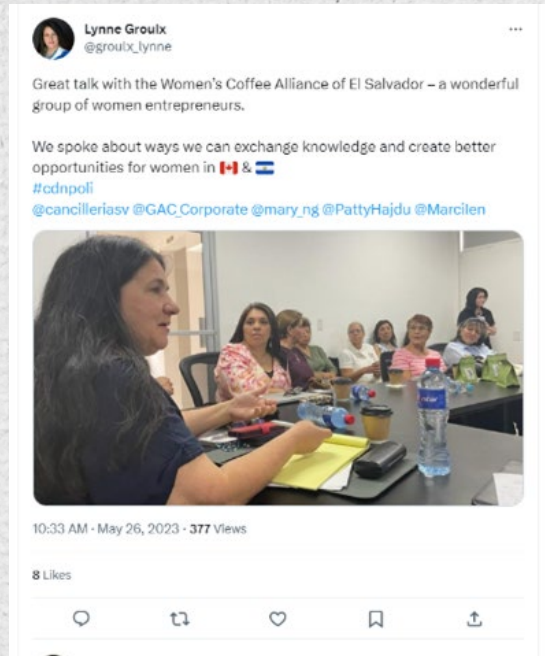 Lynne Groulx
@groulx_lynne
Great talk with the Women's Coffee Alliance of El Salvador – a wonderful
group of women entrepreneurs.
We spoke about ways we can exchange knowledge and create better
opportunities for women in 🇨🇦 & 🇸🇻
#cdnpoli
@cancilleriasv @GAC_Corporate @mary_ng @PattyHajdu @MarciIen
10:33 AM · May 26, 2023 · 377 Views
8 Likes